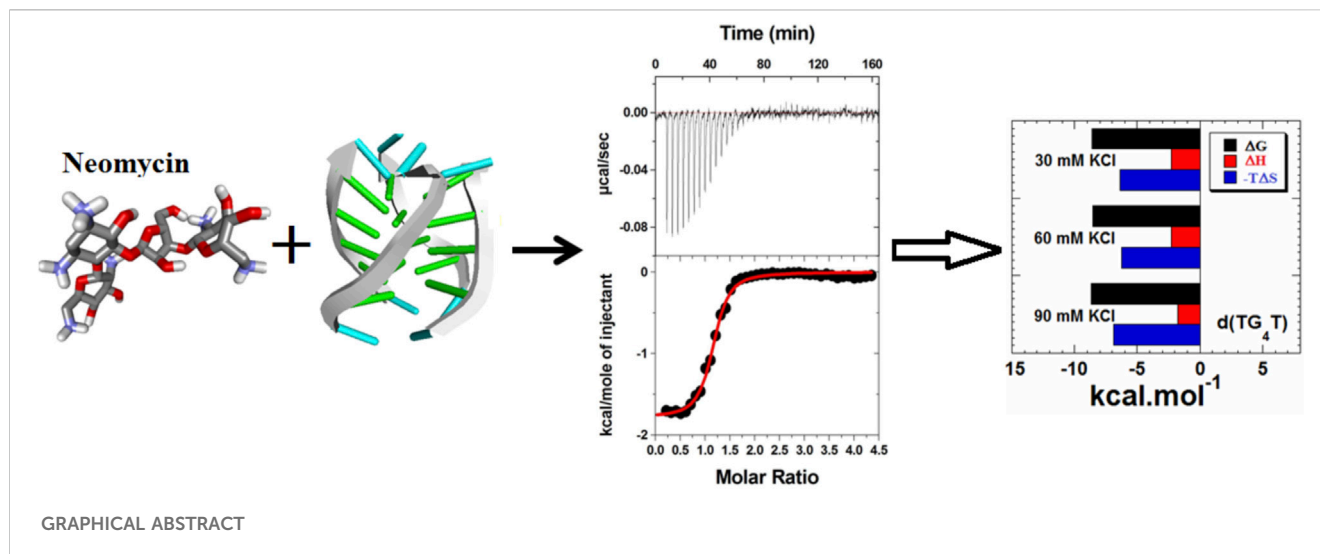 Neomycin
+
Time (min)
0 40 80 120 160
0.00
-0.04
-0.08
μcal/sec
0
-1
-2
kcal/mole of injectant
0.0 0.5 1.0 1.5 2.0 2.5 3.0 3.5 4.0 4.5
Molar Ratio
ΔG
ΔH
-TΔS
30 mM KCl
60 mM KCl
90 mM KCl
d(TG₄T)
15 -10 -5 0 5
kcal.mol⁻¹
GRAPHICAL ABSTRACT